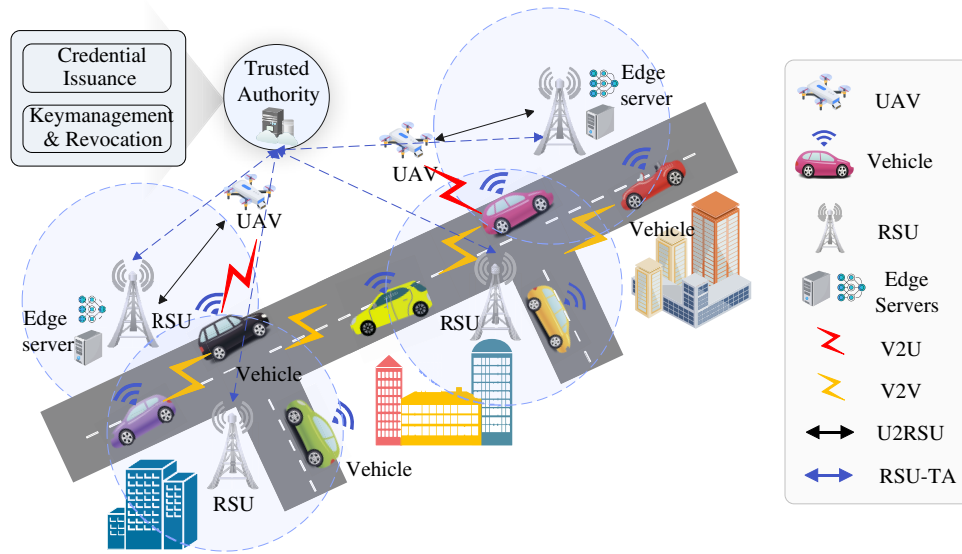 Credential
Issuance
Keymanagement
& Revocation
Trusted
Authority
Edge
server
UAV
UAV
Vehicle
RSU
Edge
server
RSU
Vehicle
Vehicle
RSU
UAV
Vehicle
RSU
Edge
Servers
V2U
V2V
U2RSU
RSU-TA